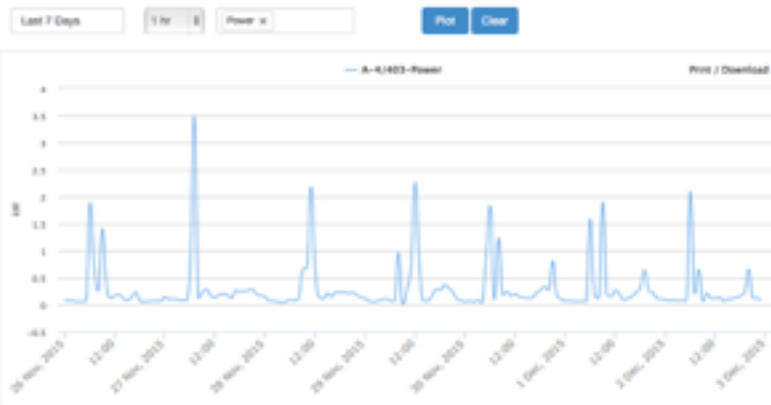 Last 7 Days
1 hr
Power ×
Plot
Clear
A-4/403-Power
Print / Download
4
3.5
3
2.5
2
1.5
1
0.5
0
-0.5
kW
26 Nov, 2015
12:00
27 Nov, 2015
12:00
28 Nov, 2015
12:00
29 Nov, 2015
12:00
30 Nov, 2015
12:00
1 Dec, 2015
12:00
2 Dec, 2015
12:00
3 Dec, 2015